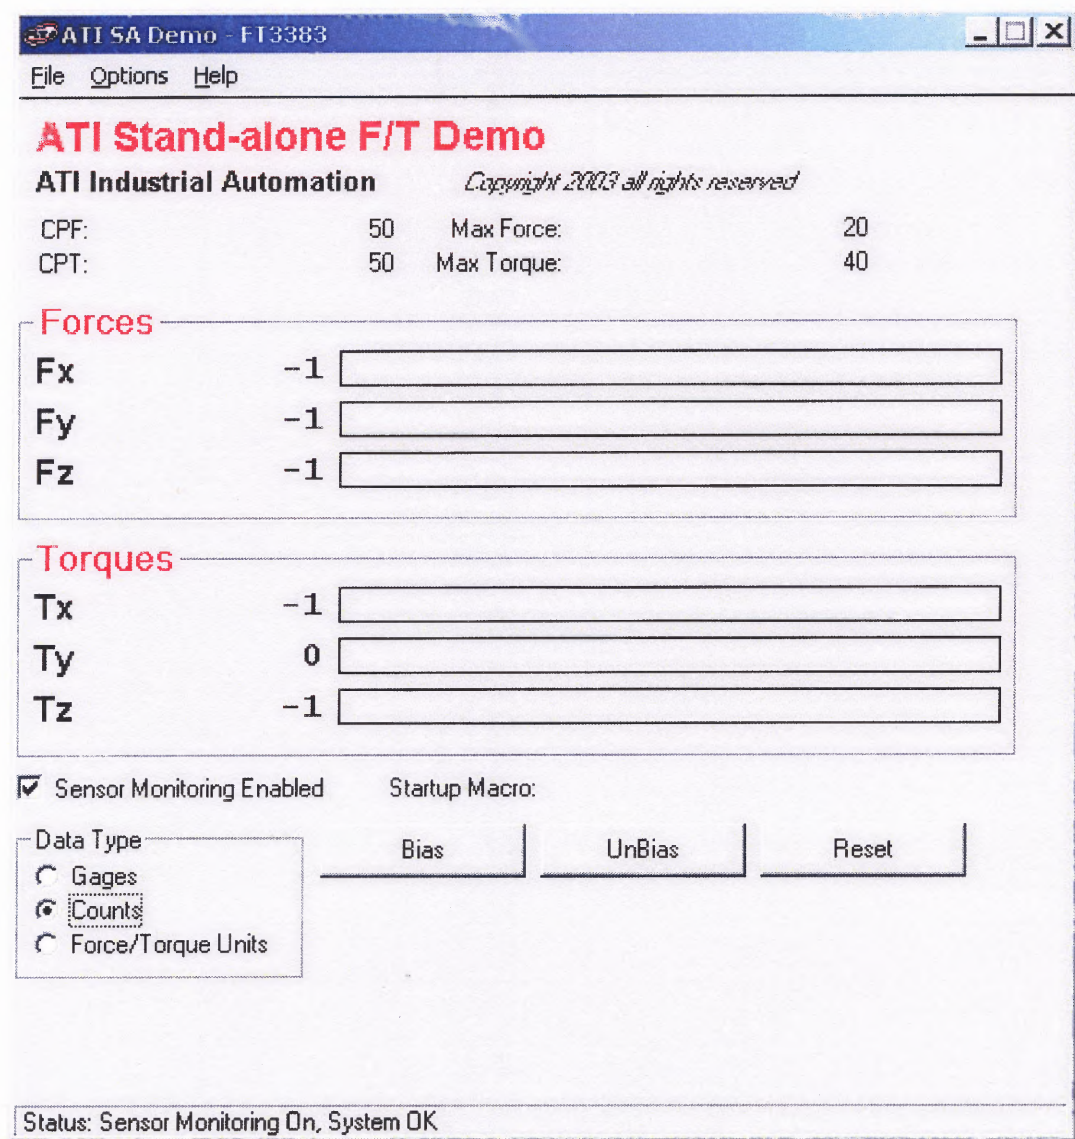 ATI SA Demo - FT3383
File Options Help
ATI Stand-alone F/T Demo
ATI Industrial Automation Copyright 2003 all rights reserved
CPF: 50 Max Force: 20
CPT: 50 Max Torque: 40
Forces
Fx -1
Fy -1
Fz -1
Torques
Tx -1
Ty 0
Tz -1
Sensor Monitoring Enabled Startup Macro:
Data Type
Bias UnBias Reset
Gages
Counts
Force/Torque Units
Status: Sensor Monitoring On, System OK